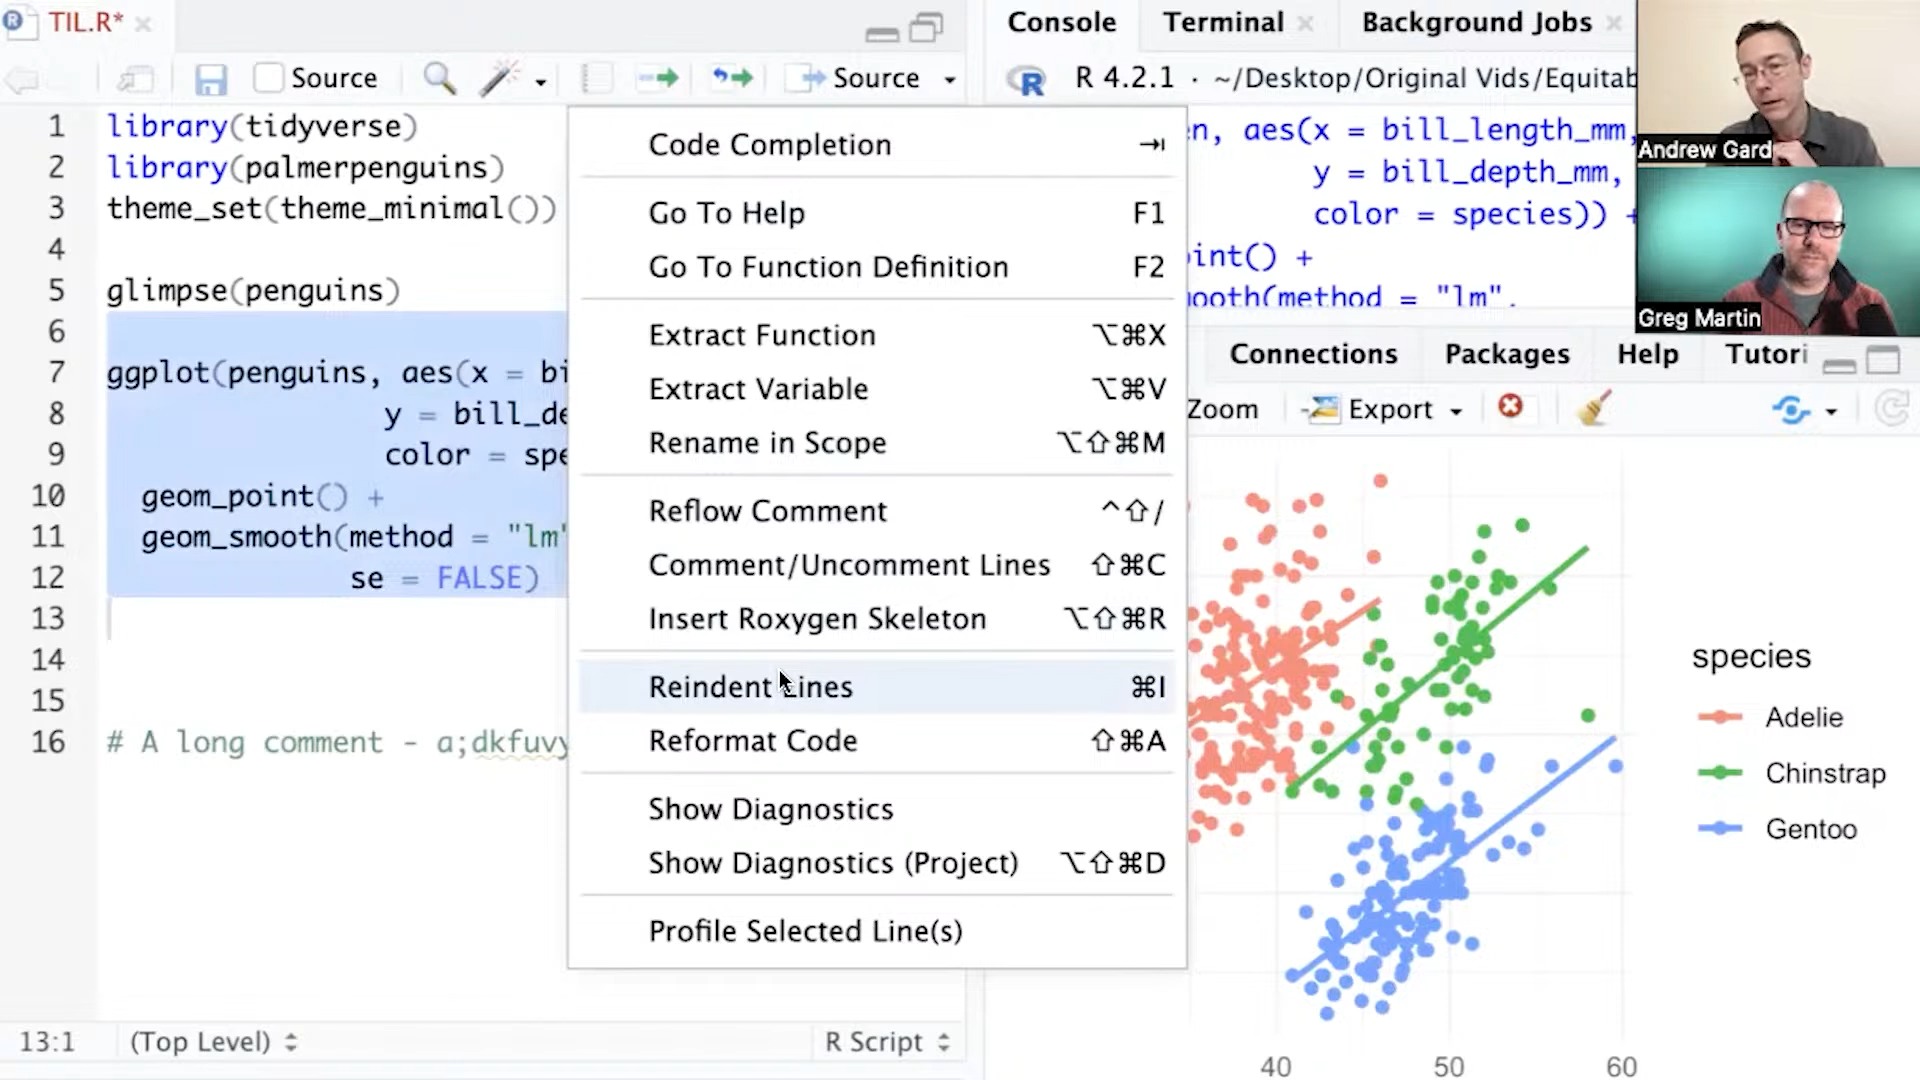 TIL.R*
Source
Source
1 library(tidyverse)
2 library(palmerpenguins)
3 theme_set(theme_minimal())
4
5 glimpse(penguins)
6
7 ggplot(penguins, aes(x = bi
8 y = bill_de
9 color = spe
10 geom_point() +
11 geom_smooth(method = "lm"
12 se = FALSE)
13
14
15
16 # A long comment - a;dkfuvy
13:1 (Top Level) R Script
Code Completion ⇥
Go To Help F1
Go To Function Definition F2
Extract Function ⌥⌘X
Extract Variable ⌥⌘V
Rename in Scope ⌥⇧⌘M
Reflow Comment ^⇧/
Comment/Uncomment Lines ⇧⌘C
Insert Roxygen Skeleton ⌥⇧⌘R
Reindent Lines ⌘I
Reformat Code ⇧⌘A
Show Diagnostics
Show Diagnostics (Project) ⌥⇧⌘D
Profile Selected Line(s)
Console Terminal Background Jobs
R 4.2.1 · ~/Desktop/Original Vids/Equitab
en, aes(x = bill_length_mm,
y = bill_depth_mm,
color = species)) +
int() +
ooth(method = "lm",
Andrew Gard
Greg Martin
Connections Packages Help Tutori
Zoom Export
species
Adelie
Chinstrap
Gentoo
40 50 60